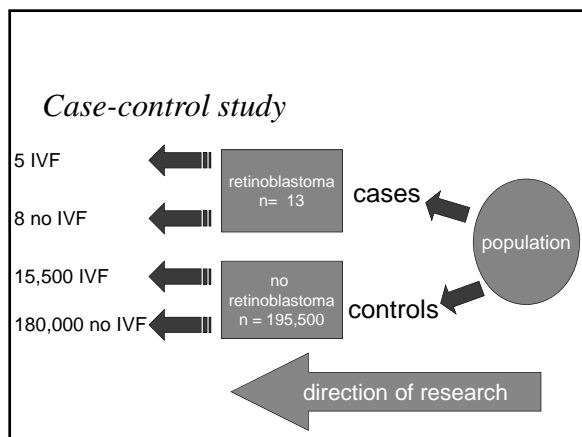 Case-control study
5 IVF
8 no IVF
15,500 IVF
180,000 no IVF
retinoblastoma
n= 13
no
retinoblastoma
n = 195,500
cases
controls
population
direction of research